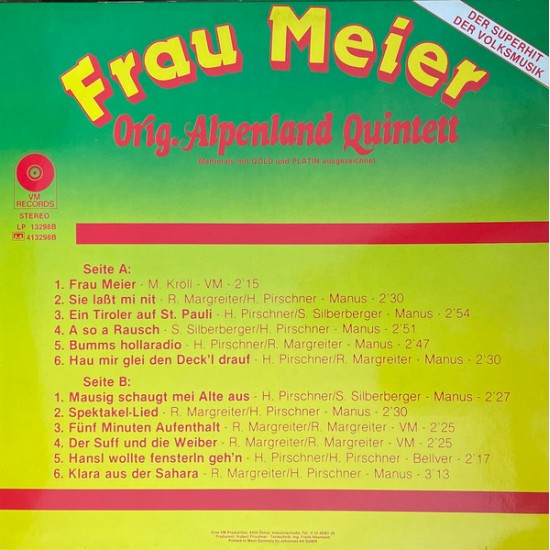 Frau Meier
DER SUPERHIT
DER VOLKSMUSIK
Orig. Alpenland Quintett
Mehrmals mit GOLD und PLATIN ausgezeichnet
VM
RECORDS
STEREO
LP 13298B
413298B
Seite A:
1. Frau Meier - M. Kroll - VM - 2'15
2. Sie laßt mi nit - R. Margreiter/H. Pirschner - Manus - 2'30
3. Ein Tiroler auf St. Pauli - H. Pirschner/S. Silberberger - Manus - 2'54
4. A so a Rausch - S. Silberberger/H. Pirschner - Manus - 2'51
5. Bumms hollaradio - H. Pirschner/R. Margreiter - Manus - 2'47
6. Hau mir glei den Deck'l drauf - H. Pirschner/R. Margreiter - Manus - 2'30
Seite B:
1. Mausig schaugt mei Alte aus - H. Pirschner/S. Silberberger - Manus - 2'27
2. Spektakel-Lied - R. Margreiter/H. Pirschner - Manus - 2'30
3. Fünf Minuten Aufenthalt - R. Margreiter/R. Margreiter - VM - 2'25
4. Der Suff und die Weiber - R. Margreiter/R. Margreiter - VM - 2'25
5. Hansl wollte fensterln geh'n - H. Pirschner/H. Pirschner - Bellver - 2'17
6. Klara aus der Sahara - R. Margreiter/H. Pirschner - Manus - 3'13